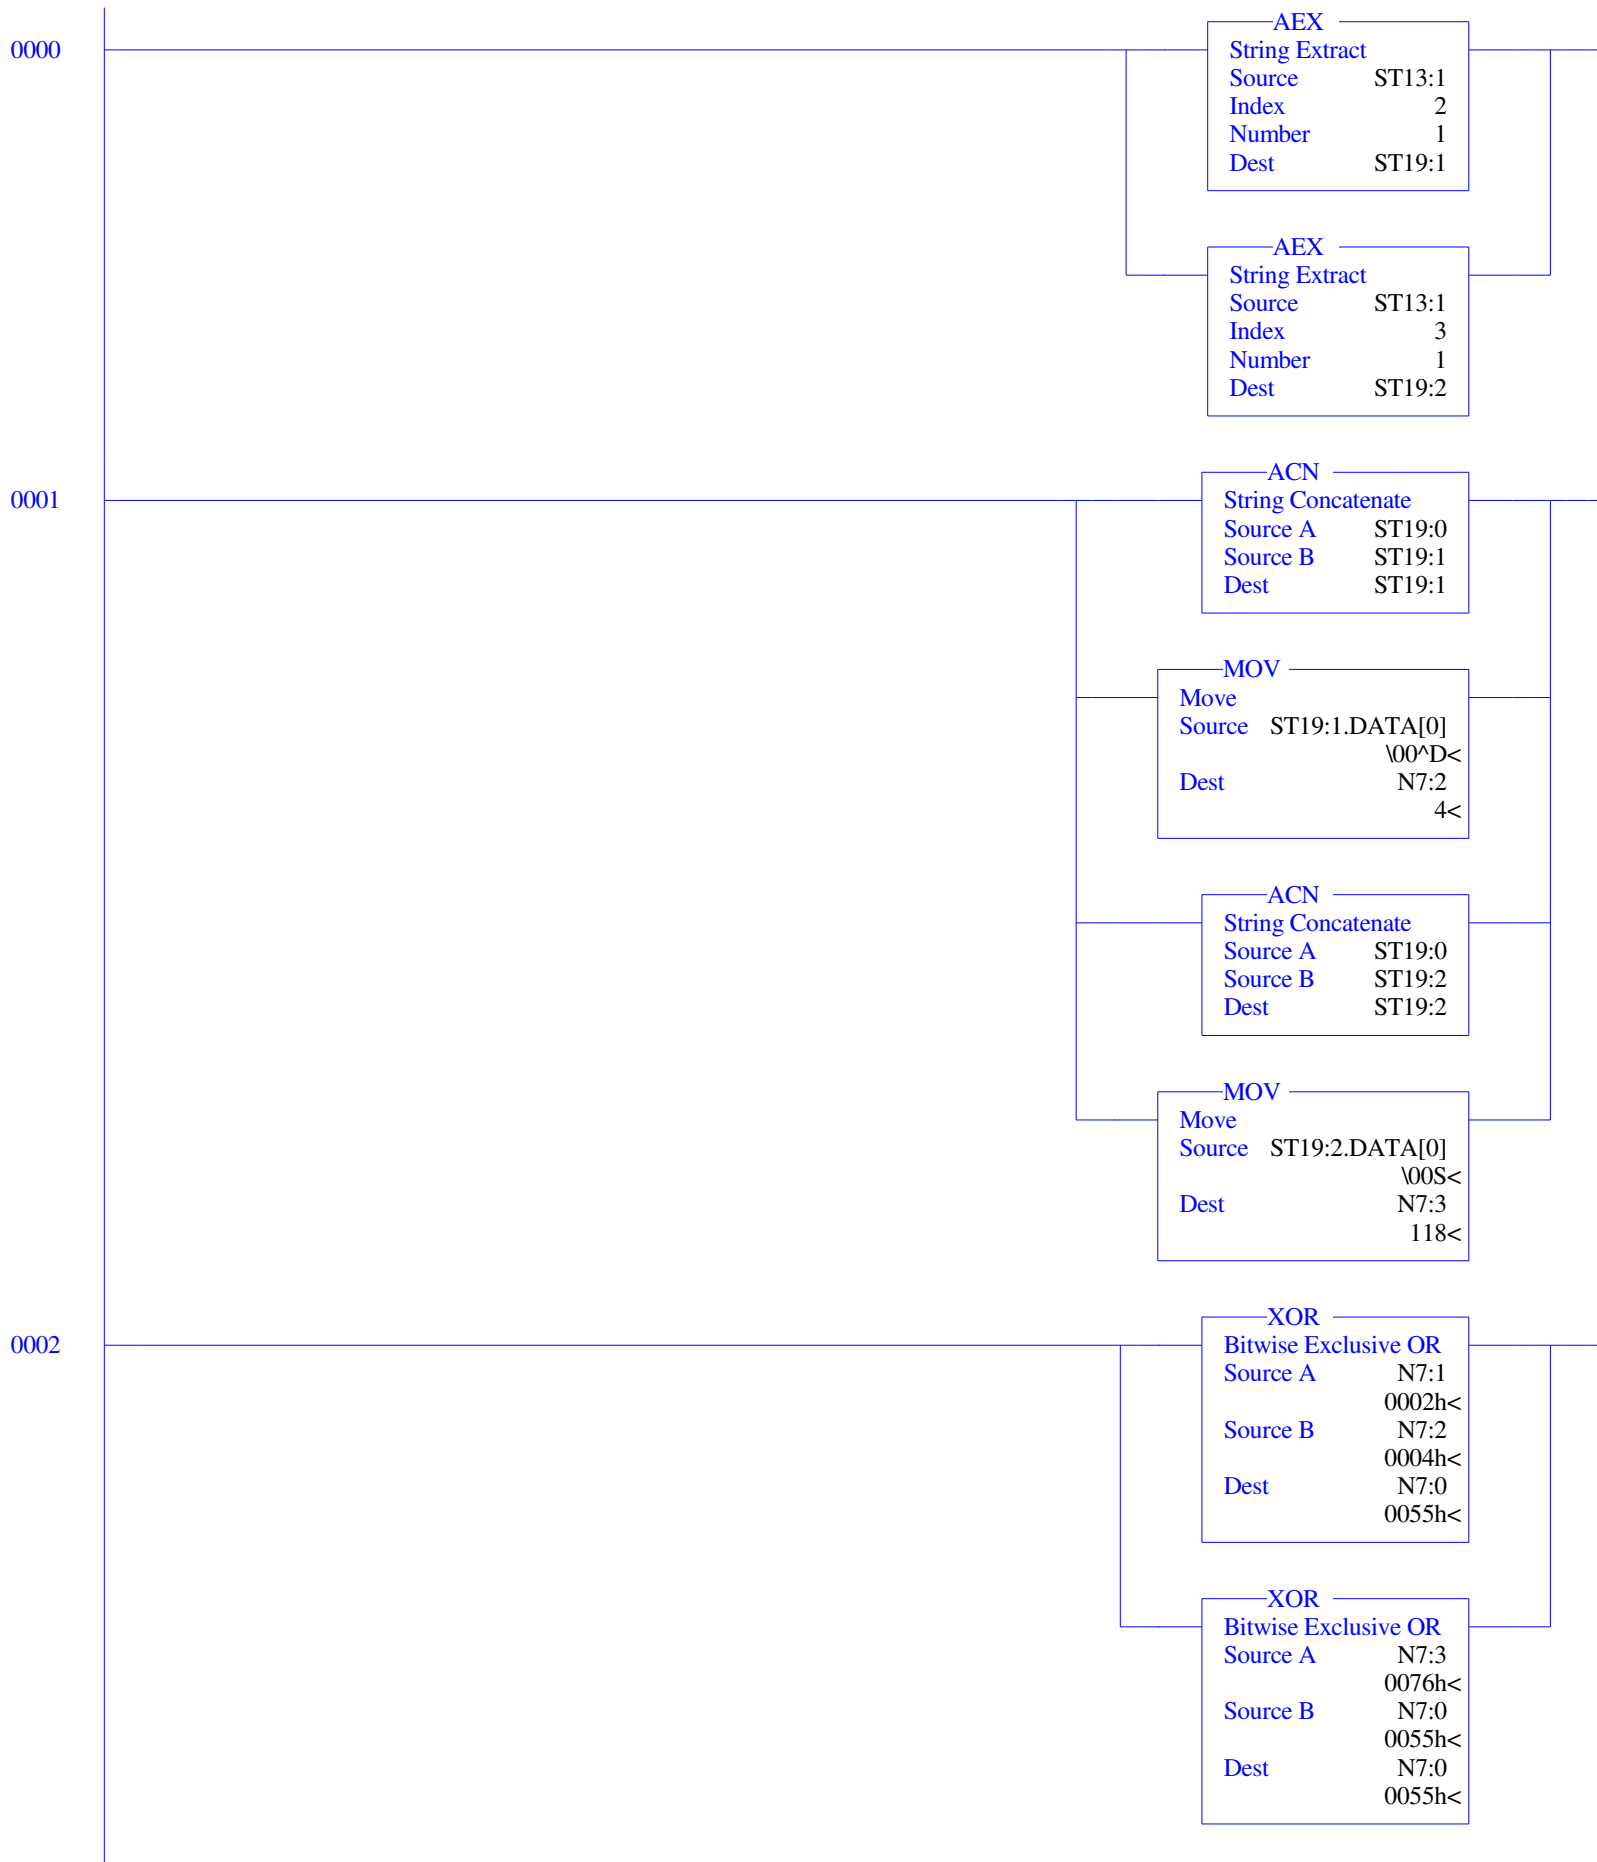 AEX
0000
String Extract
Source ST13:1
Index 2
Number 1
Dest ST19:1
AEX
String Extract
Source ST13:1
Index 3
Number 1
Dest ST19:2
ACN
0001
String Concatenate
Source A ST19:0
Source B ST19:1
Dest ST19:1
MOV
Move
Source ST19:1.DATA[0]
\00^D<
Dest N7:2
4<
ACN
String Concatenate
Source A ST19:0
Source B ST19:2
Dest ST19:2
MOV
Move
Source ST19:2.DATA[0]
\00S<
Dest N7:3
118<
XOR
0002
Bitwise Exclusive OR
Source A N7:1
0002h<
Source B N7:2
0004h<
Dest N7:0
0055h<
XOR
Bitwise Exclusive OR
Source A N7:3
0076h<
Source B N7:0
0055h<
Dest N7:0
0055h<